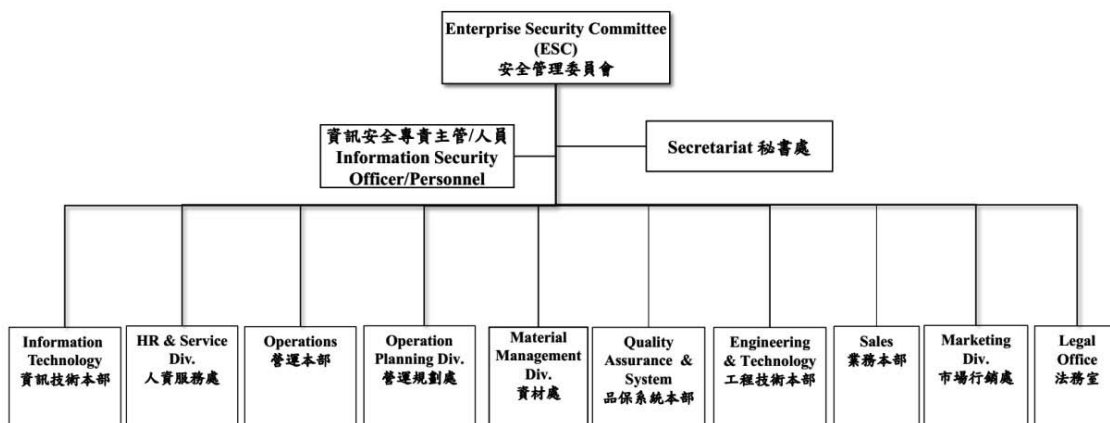 Enterprise Security Committee
(ESC)
安全管理委員會
資訊安全專責主管/人員
Information Security
Officer/Personnel
Secretariat 秘書處
Information
Technology
資訊技術本部
HR & Service
Div.
人資服務處
Operations
營運本部
Operation
Planning Div.
營運規劃處
Material
Management
Div.
資材處
Quality
Assurance &
System
品保系統本部
Engineering
& Technology
工程技術本部
Sales
業務本部
Marketing
Div.
市場行銷處
Legal
Office
法務室